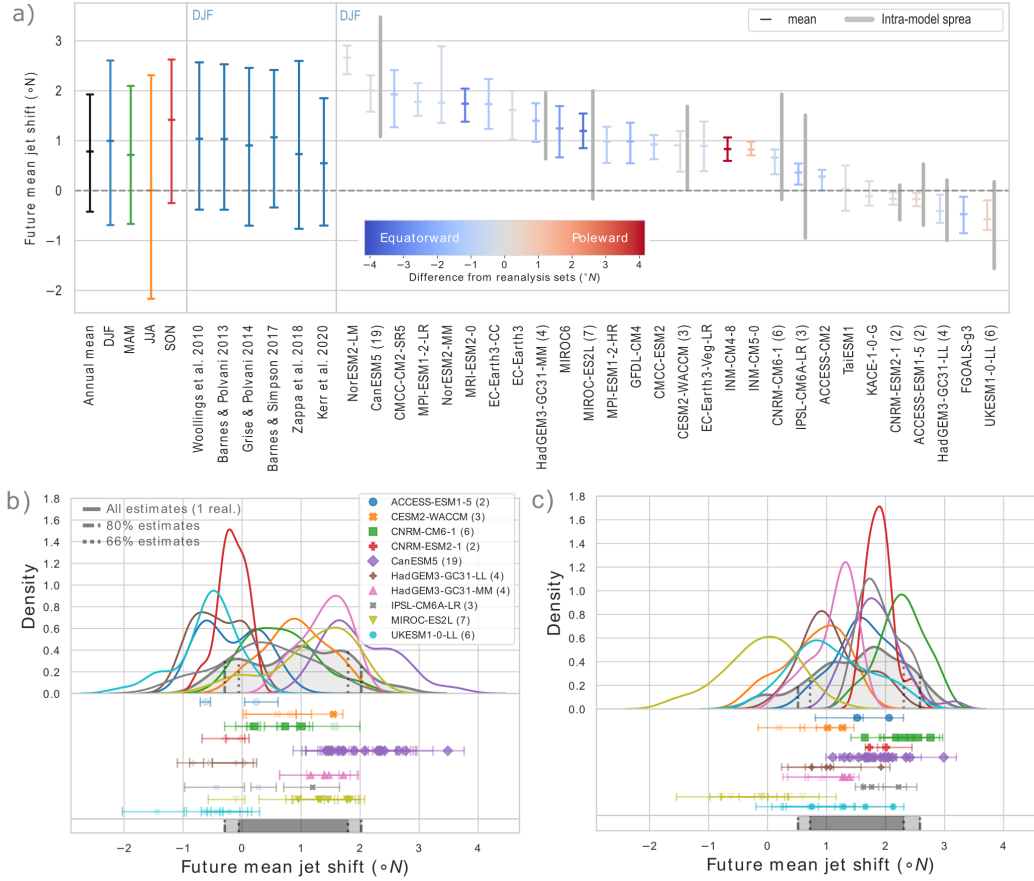 a)
DJF
DJF
mean
Intra-model sprea
Future mean jet shift (∘N)
3
2
1
0
−1
−2
Equatorward
Poleward
−4
−3
−2
−1
0
1
2
3
4
Difference from reanalysis sets (°N)
Annual mean
DJF
MAM
JJA
SON
Woollings et al. 2010
Barnes & Polvani 2013
Grise & Polvani 2014
Barnes & Simpson 2017
Zappa et al. 2018
Kerr et al. 2020
NorESM2-LM
CanESM5 (19)
CMCC-CM2-SR5
MPI-ESM1-2-LR
NorESM2-MM
MRI-ESM2-0
EC-Earth3-CC
EC-Earth3
HadGEM3-GC31-MM (4)
MIROC6
MIROC-ES2L (7)
MPI-ESM1-2-HR
GFDL-CM4
CMCC-ESM2
CESM2-WACCM (3)
EC-Earth3-Veg-LR
INM-CM4-8
INM-CM5-0
CNRM-CM6-1 (6)
IPSL-CM6A-LR (3)
ACCESS-CM2
TaiESM1
KACE-1-0-G
CNRM-ESM2-1 (2)
ACCESS-ESM1-5 (2)
HadGEM3-GC31-LL (4)
FGOALS-g3
UKESM1-0-LL (6)
b)
Density
1.8
1.6
1.4
1.2
1.0
0.8
0.6
0.4
0.2
0.0
All estimates (1 real.)
80% estimates
66% estimates
ACCESS-ESM1-5 (2)
CESM2-WACCM (3)
CNRM-CM6-1 (6)
CNRM-ESM2-1 (2)
CanESM5 (19)
HadGEM3-GC31-LL (4)
HadGEM3-GC31-MM (4)
IPSL-CM6A-LR (3)
MIROC-ES2L (7)
UKESM1-0-LL (6)
−2
−1
0
1
2
3
4
Future mean jet shift (∘N)
c)
Density
1.8
1.6
1.4
1.2
1.0
0.8
0.6
0.4
0.2
0.0
−2
−1
0
1
2
3
4
Future mean jet shift (∘N)